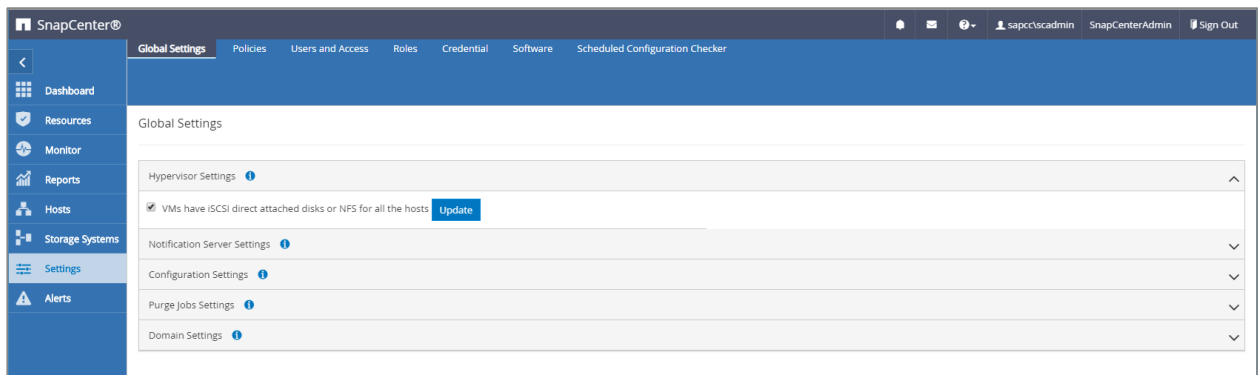 SnapCenter®
sapcc\scadmin SnapCenterAdmin Sign Out
Global Settings Policies Users and Access Roles Credential Software Scheduled Configuration Checker
Dashboard
Resources
Monitor
Reports
Hosts
Storage Systems
Settings
Alerts
Global Settings
Hypervisor Settings
VMs have iSCSI direct attached disks or NFS for all the hosts Update
Notification Server Settings
Configuration Settings
Purge Jobs Settings
Domain Settings